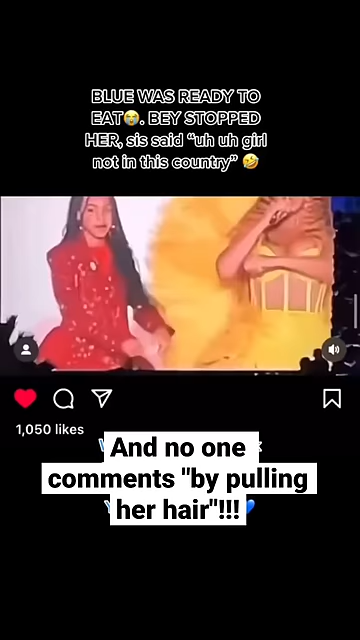 BLUE WAS READY TO
EAT😭. BEY STOPPED
HER, sis said “uh uh girl
not in this country” 🤣
1,050 likes
And no one
comments "by pulling
her hair"!!!